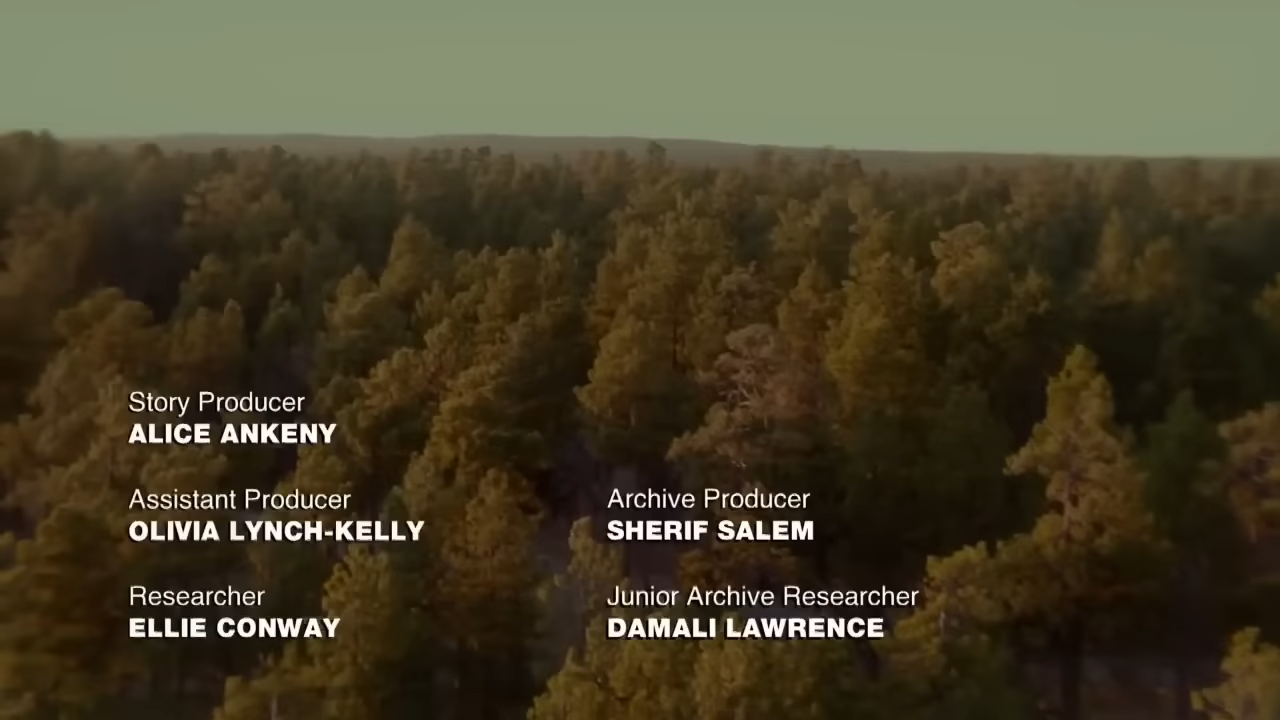 Story Producer
ALICE ANKENY
Assistant Producer
OLIVIA LYNCH-KELLY
Researcher
ELLIE CONWAY
Archive Producer
SHERIF SALEM
Junior Archive Researcher
DAMALI LAWRENCE